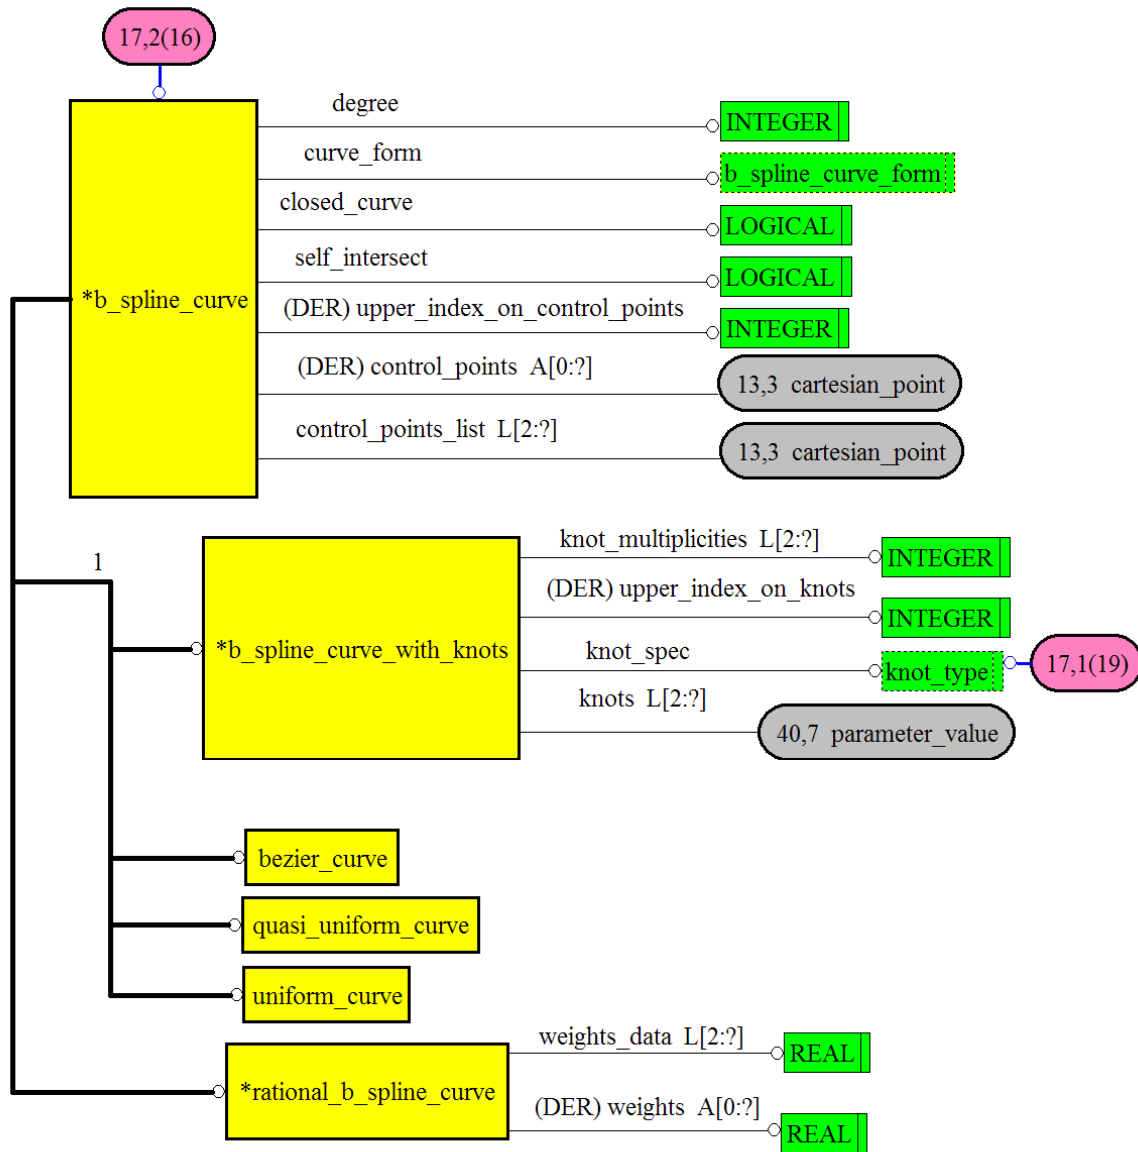 17,2(16)
degree
INTEGER
curve_form
b_spline_curve_form
closed_curve
LOGICAL
self_intersect
LOGICAL
*b_spline_curve
(DER) upper_index_on_control_points
INTEGER
(DER) control_points A[0:?]
13,3 cartesian_point
control_points_list L[2:?]
13,3 cartesian_point
1
knot_multiplicities L[2:?]
INTEGER
(DER) upper_index_on_knots
INTEGER
*b_spline_curve_with_knots
knot_spec
knot_type
17,1(19)
knots L[2:?]
40,7 parameter_value
bezier_curve
quasi_uniform_curve
uniform_curve
weights_data L[2:?]
REAL
*rational_b_spline_curve
(DER) weights A[0:?]
REAL